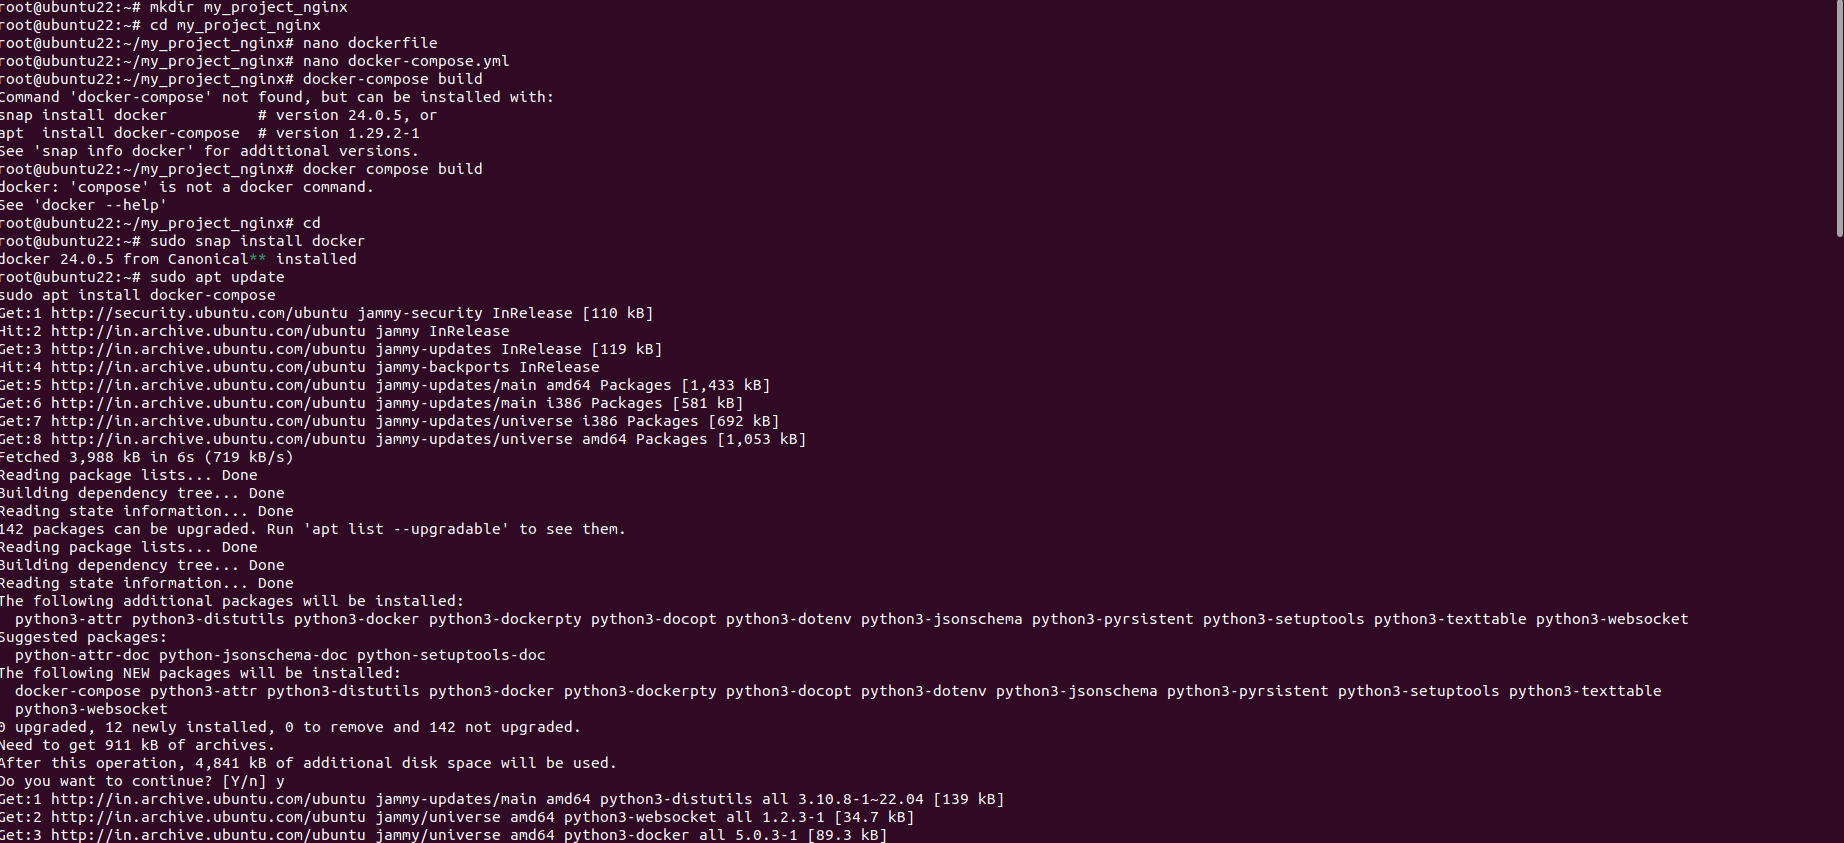 root@ubuntu22:~# mkdir my_project_nginx
root@ubuntu22:~# cd my_project_nginx
root@ubuntu22:~/my_project_nginx# nano dockerfile
root@ubuntu22:~/my_project_nginx# nano docker-compose.yml
root@ubuntu22:~/my_project_nginx# docker-compose build
Command 'docker-compose' not found, but can be installed with:
snap install docker          # version 24.0.5, or
apt  install docker-compose  # version 1.29.2-1
See 'snap info docker' for additional versions.
root@ubuntu22:~/my_project_nginx# docker compose build
docker: 'compose' is not a docker command.
See 'docker --help'
root@ubuntu22:~/my_project_nginx# cd
root@ubuntu22:~# sudo snap install docker
docker 24.0.5 from Canonical** installed
root@ubuntu22:~# sudo apt update
sudo apt install docker-compose
Get:1 http://security.ubuntu.com/ubuntu jammy-security InRelease [110 kB]
Hit:2 http://in.archive.ubuntu.com/ubuntu jammy InRelease
Get:3 http://in.archive.ubuntu.com/ubuntu jammy-updates InRelease [119 kB]
Hit:4 http://in.archive.ubuntu.com/ubuntu jammy-backports InRelease
Get:5 http://in.archive.ubuntu.com/ubuntu jammy-updates/main amd64 Packages [1,433 kB]
Get:6 http://in.archive.ubuntu.com/ubuntu jammy-updates/main i386 Packages [581 kB]
Get:7 http://in.archive.ubuntu.com/ubuntu jammy-updates/universe i386 Packages [692 kB]
Get:8 http://in.archive.ubuntu.com/ubuntu jammy-updates/universe amd64 Packages [1,053 kB]
Fetched 3,988 kB in 6s (719 kB/s)
Reading package lists... Done
Building dependency tree... Done
Reading state information... Done
142 packages can be upgraded. Run 'apt list --upgradable' to see them.
Reading package lists... Done
Building dependency tree... Done
Reading state information... Done
The following additional packages will be installed:
  python3-attr python3-distutils python3-docker python3-dockerpty python3-docopt python3-dotenv python3-jsonschema python3-pyrsistent python3-setuptools python3-texttable python3-websocket
Suggested packages:
  python-attr-doc python-jsonschema-doc python-setuptools-doc
The following NEW packages will be installed:
  docker-compose python3-attr python3-distutils python3-docker python3-dockerpty python3-docopt python3-dotenv python3-jsonschema python3-pyrsistent python3-setuptools python3-texttable
  python3-websocket
0 upgraded, 12 newly installed, 0 to remove and 142 not upgraded.
Need to get 911 kB of archives.
After this operation, 4,841 kB of additional disk space will be used.
Do you want to continue? [Y/n] y
Get:1 http://in.archive.ubuntu.com/ubuntu jammy-updates/main amd64 python3-distutils all 3.10.8-1~22.04 [139 kB]
Get:2 http://in.archive.ubuntu.com/ubuntu jammy/universe amd64 python3-websocket all 1.2.3-1 [34.7 kB]
Get:3 http://in.archive.ubuntu.com/ubuntu jammy/universe amd64 python3-docker all 5.0.3-1 [89.3 kB]